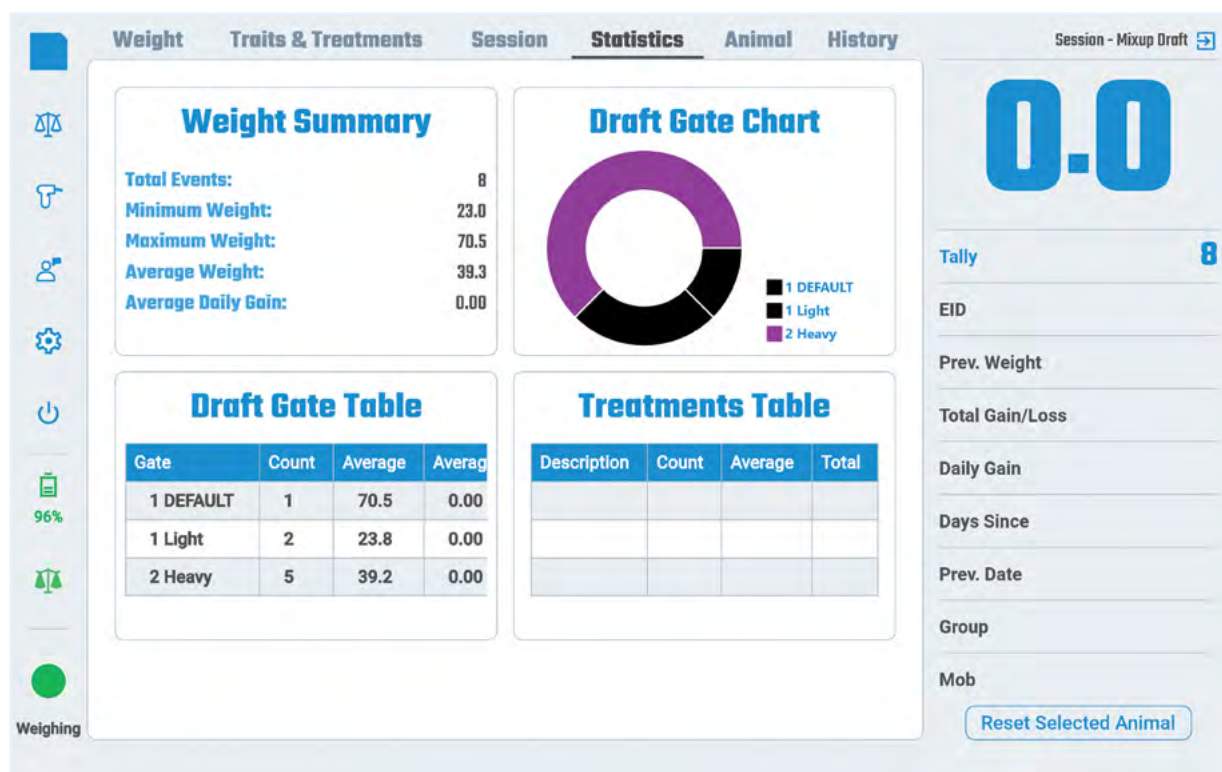 Weight Traits & Treatments Session Statistics Animal History
Session - Mixup Draft
96%
Weighing
Weight Summary
Total Events: 8
Minimum Weight: 23.0
Maximum Weight: 70.5
Average Weight: 39.3
Average Daily Gain: 0.00
Draft Gate Chart
1 DEFAULT
1 Light
2 Heavy
Draft Gate Table
Gate Count Average Averag
1 DEFAULT 1 70.5 0.00
1 Light 2 23.8 0.00
2 Heavy 5 39.2 0.00
Treatments Table
Description Count Average Total
0.0
Tally 8
EID
Prev. Weight
Total Gain/Loss
Daily Gain
Days Since
Prev. Date
Group
Mob
Reset Selected Animal